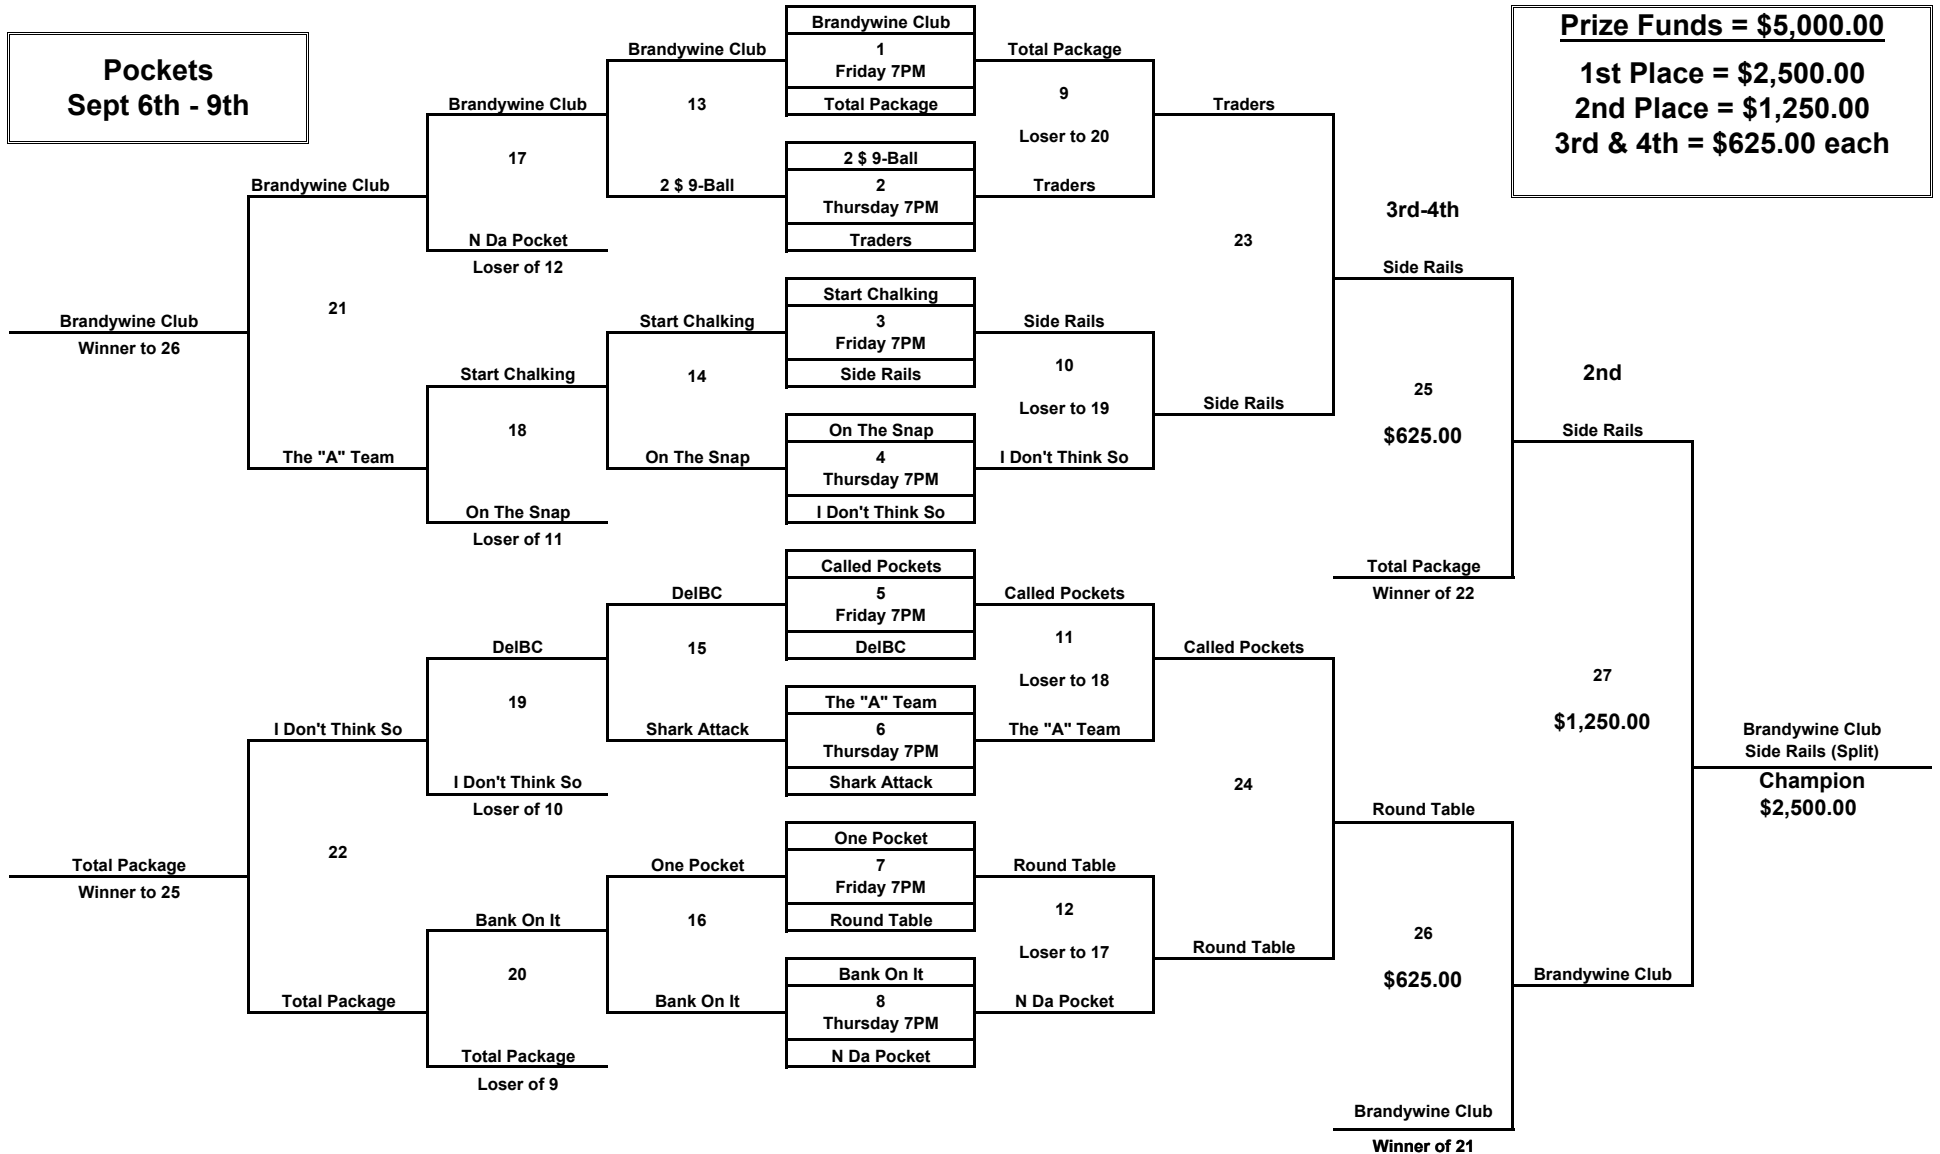 Pockets
Sept 6th - 9th
Prize Funds = $5,000.00
1st Place = $2,500.00
2nd Place = $1,250.00
3rd & 4th = $625.00 each
Brandywine Club
Winner to 26
Total Package
Winner to 25
Brandywine Club
21
The "A" Team
I Don't Think So
22
Total Package
Brandywine Club
17
N Da Pocket
Loser of 12
Start Chalking
18
On The Snap
Loser of 11
DelBC
19
I Don't Think So
Loser of 10
Bank On It
20
Total Package
Loser of 9
Brandywine Club
13
2 $ 9-Ball
Start Chalking
14
On The Snap
DelBC
15
Shark Attack
One Pocket
16
Bank On It
Brandywine Club
1
Friday 7PM
Total Package
2 $ 9-Ball
2
Thursday 7PM
Traders
Start Chalking
3
Friday 7PM
Side Rails
On The Snap
4
Thursday 7PM
I Don't Think So
Called Pockets
5
Friday 7PM
DelBC
The "A" Team
6
Thursday 7PM
Shark Attack
One Pocket
7
Friday 7PM
Round Table
Bank On It
8
Thursday 7PM
N Da Pocket
Total Package
9
Loser to 20
Traders
Side Rails
10
Loser to 19
I Don't Think So
Called Pockets
11
Loser to 18
The "A" Team
Round Table
12
Loser to 17
N Da Pocket
Traders
23
Side Rails
Called Pockets
24
Round Table
3rd-4th
Side Rails
25
$625.00
Total Package
Winner of 22
Round Table
26
$625.00
Brandywine Club
Winner of 21
2nd
Side Rails
27
$1,250.00
Brandywine Club
Brandywine Club
Side Rails (Split)
Champion
$2,500.00